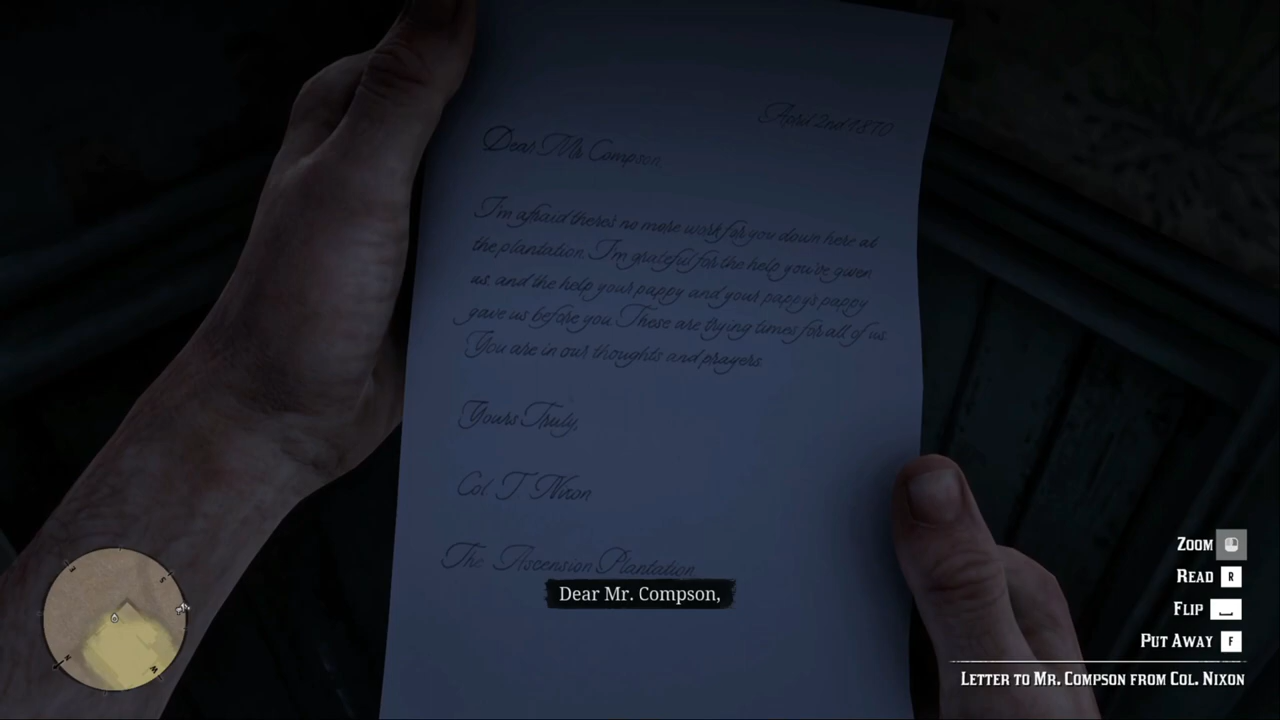 April 2nd 1870
Dear Mr Compson,
I'm afraid there's no more work for you down here at
the plantation. I'm grateful for the help you've given
us, and the help your pappy and your pappy's pappy
gave us before you. These are trying times for all of us.
You are in our thoughts and prayers.
Yours Truly,
Col. T. Nixon
The Ascension Plantation
Dear Mr. Compson,
ZOOM
READ R
FLIP
PUT AWAY F
LETTER TO MR. COMPSON FROM COL. NIXON